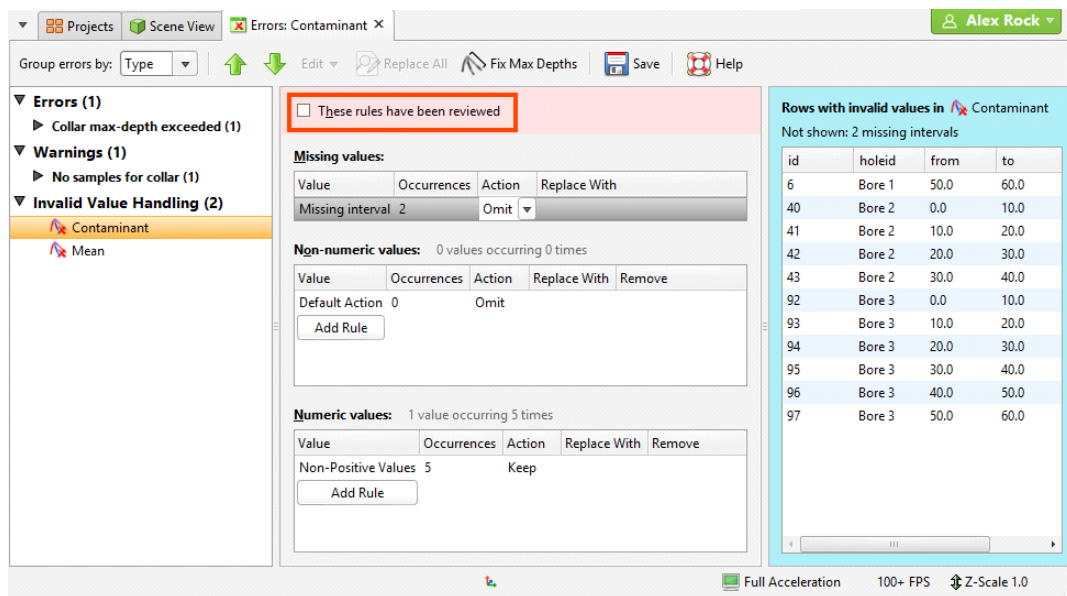 Projects Scene View Errors: Contaminant × Alex Rock
Group errors by: Type Edit Replace All Fix Max Depths Save Help
Errors (1)
Collar max-depth exceeded (1)
Warnings (1)
No samples for collar (1)
Invalid Value Handling (2)
Contaminant
Mean
These rules have been reviewed
Missing values:
Value Occurrences Action Replace With
Missing interval 2 Omit
Non-numeric values: 0 values occurring 0 times
Value Occurrences Action Replace With Remove
Default Action 0 Omit
Add Rule
Numeric values: 1 value occurring 5 times
Value Occurrences Action Replace With Remove
Non-Positive Values 5 Keep
Add Rule
Rows with invalid values in Contaminant
Not shown: 2 missing intervals
id holeid from to
6 Bore 1 50.0 60.0
40 Bore 2 0.0 10.0
41 Bore 2 10.0 20.0
42 Bore 2 20.0 30.0
43 Bore 2 30.0 40.0
92 Bore 3 0.0 10.0
93 Bore 3 10.0 20.0
94 Bore 3 20.0 30.0
95 Bore 3 30.0 40.0
96 Bore 3 40.0 50.0
97 Bore 3 50.0 60.0
Full Acceleration 100+ FPS Z-Scale 1.0